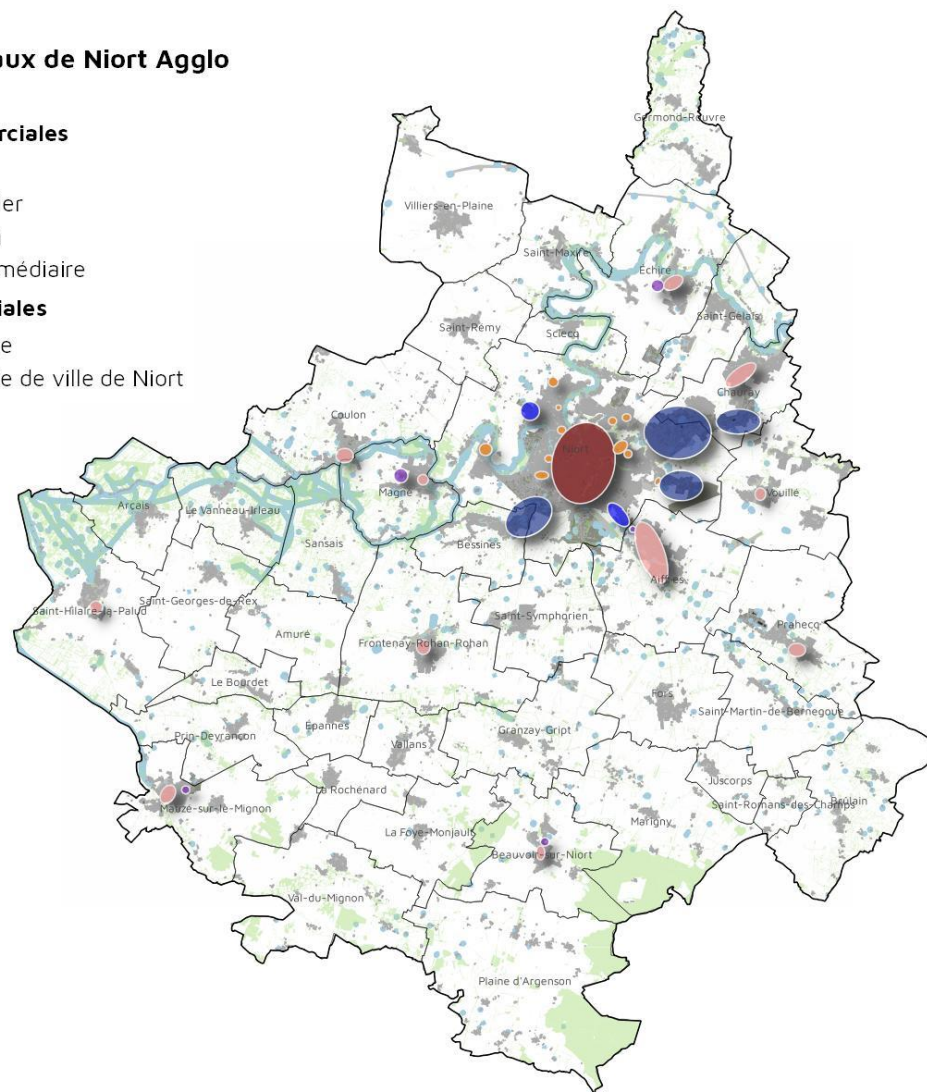 aux de Niort Agglo
rciales
er
médiaire
iales
e
e de ville de Niort
Germond-Rouvre
Villiers-en-Plaine
Saint-Maxire
Échiré
Saint-Gelais
Saint-Rémy
Sciecq
Chauray
Coulon
Niort
Magné
Vouillé
Arçais
Le Vanneau-Irleau
Sansais
Bessines
Aiffres
Saint-Hilaire-la-Palud
Saint-Georges-de-Rex
Saint-Symphorien
Amuré
Frontenay-Rohan-Rohan
Prahecq
Le Bourdet
Fors
Saint-Martin-de-Bernegoue
Prin-Deyrançon
Épannes
Vallans
Granzay-Gript
Juscorps
La Rochénard
Saint-Romans-des-Champs
Brûlain
Mauzé-sur-le-Mignon
Marigny
La Foye-Monjault
Beauvoir-sur-Niort
Val-du-Mignon
Plaine d'Argenson